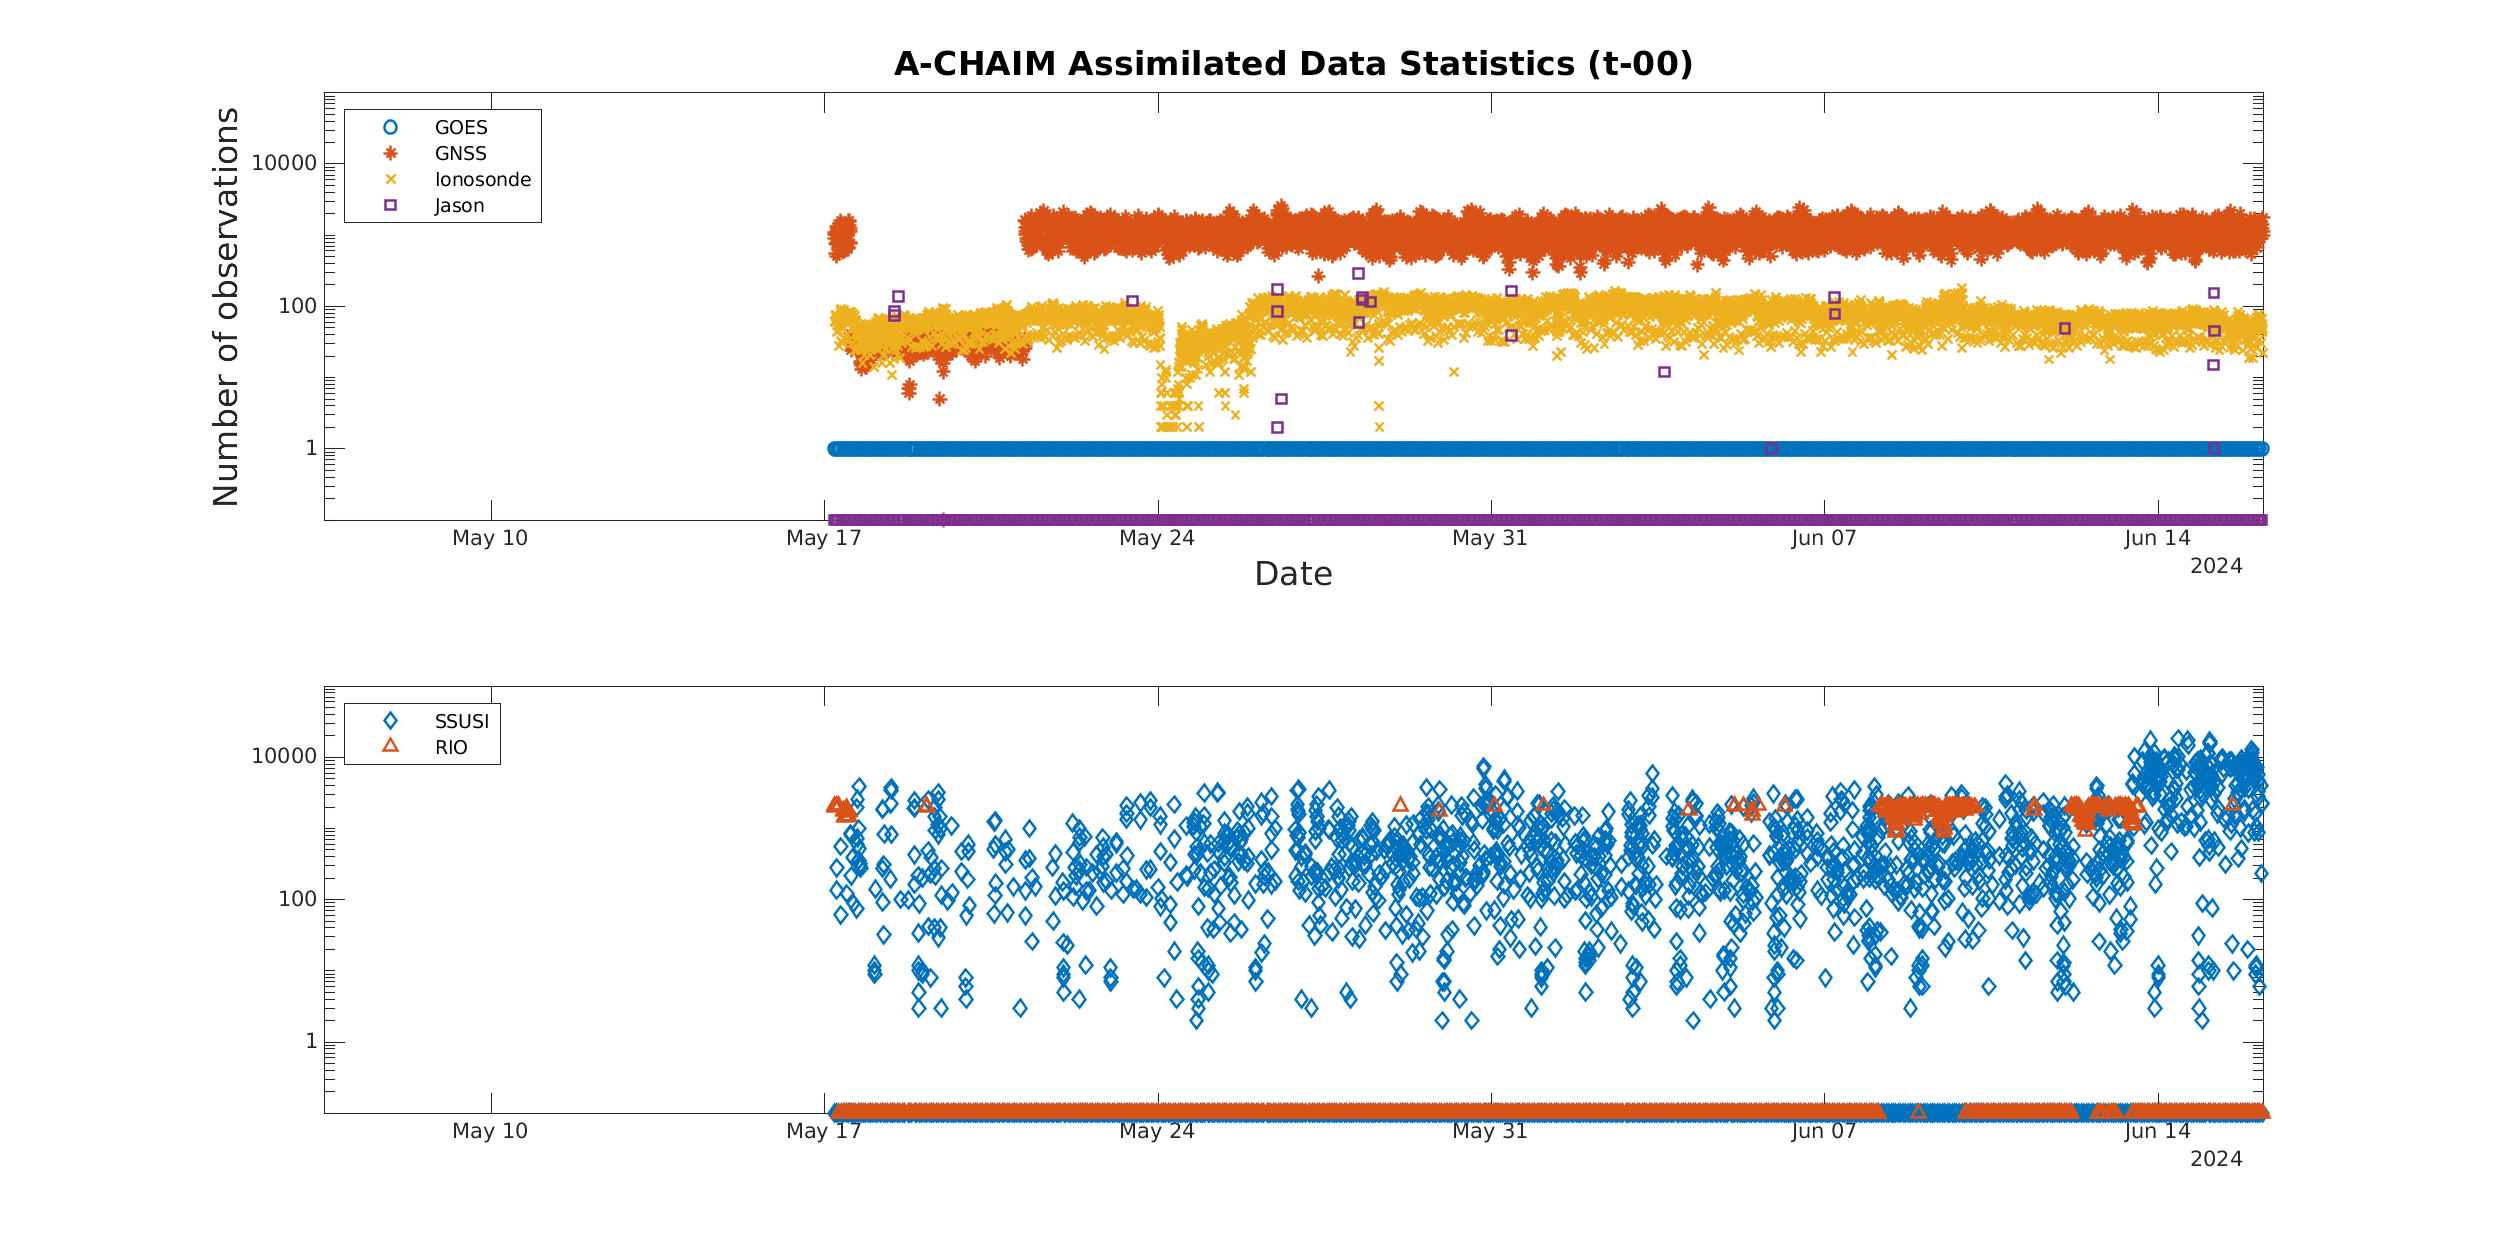 A-CHAIM Assimilated Data Statistics (t-00)
Number of observations
10000
100
1
GOES
GNSS
Ionosonde
Jason
May 10
May 17
May 24
May 31
Jun 07
Jun 14
2024
Date
10000
100
1
SSUSI
RIO
May 10
May 17
May 24
May 31
Jun 07
Jun 14
2024